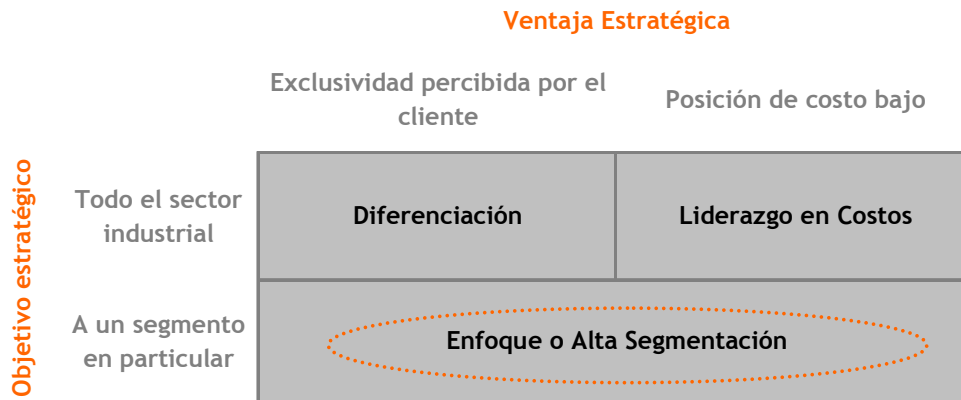 Ventaja Estratégica
Exclusividad percibida por el
cliente
Posición de costo bajo
Objetivo estratégico
Todo el sector
industrial
Diferenciación
Liderazgo en Costos
A un segmento
en particular
Enfoque o Alta Segmentación